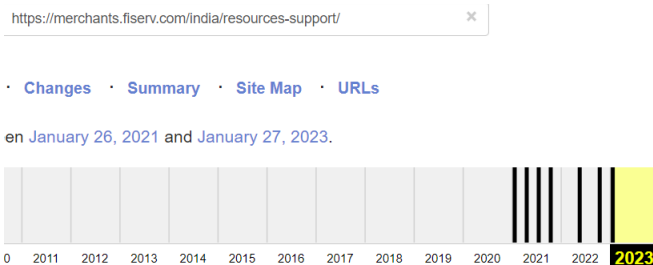 https://merchants.fiserv.com/india/resources-support/ ×
· Changes · Summary · Site Map · URLs
en January 26, 2021 and January 27, 2023.
0 2011 2012 2013 2014 2015 2016 2017 2018 2019 2020 2021 2022 2023